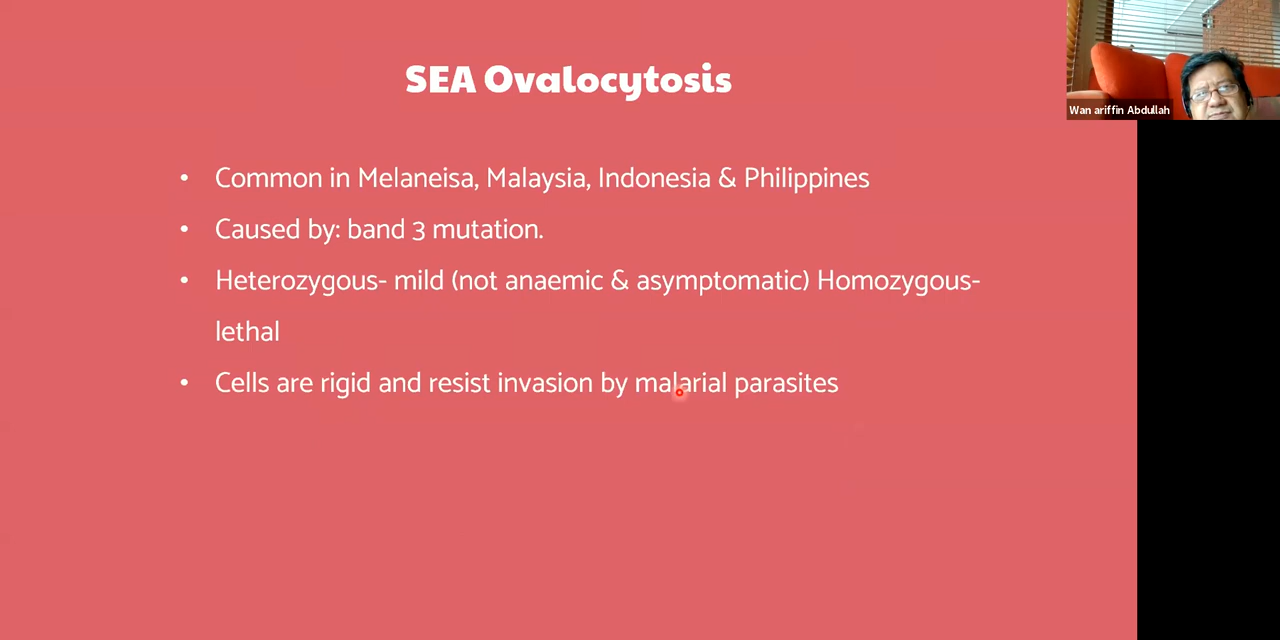 SEA Ovalocytosis
Wan ariffin Abdullah
• Common in Melaneisa, Malaysia, Indonesia & Philippines
• Caused by: band 3 mutation.
• Heterozygous- mild (not anaemic & asymptomatic) Homozygous-
lethal
• Cells are rigid and resist invasion by malarial parasites